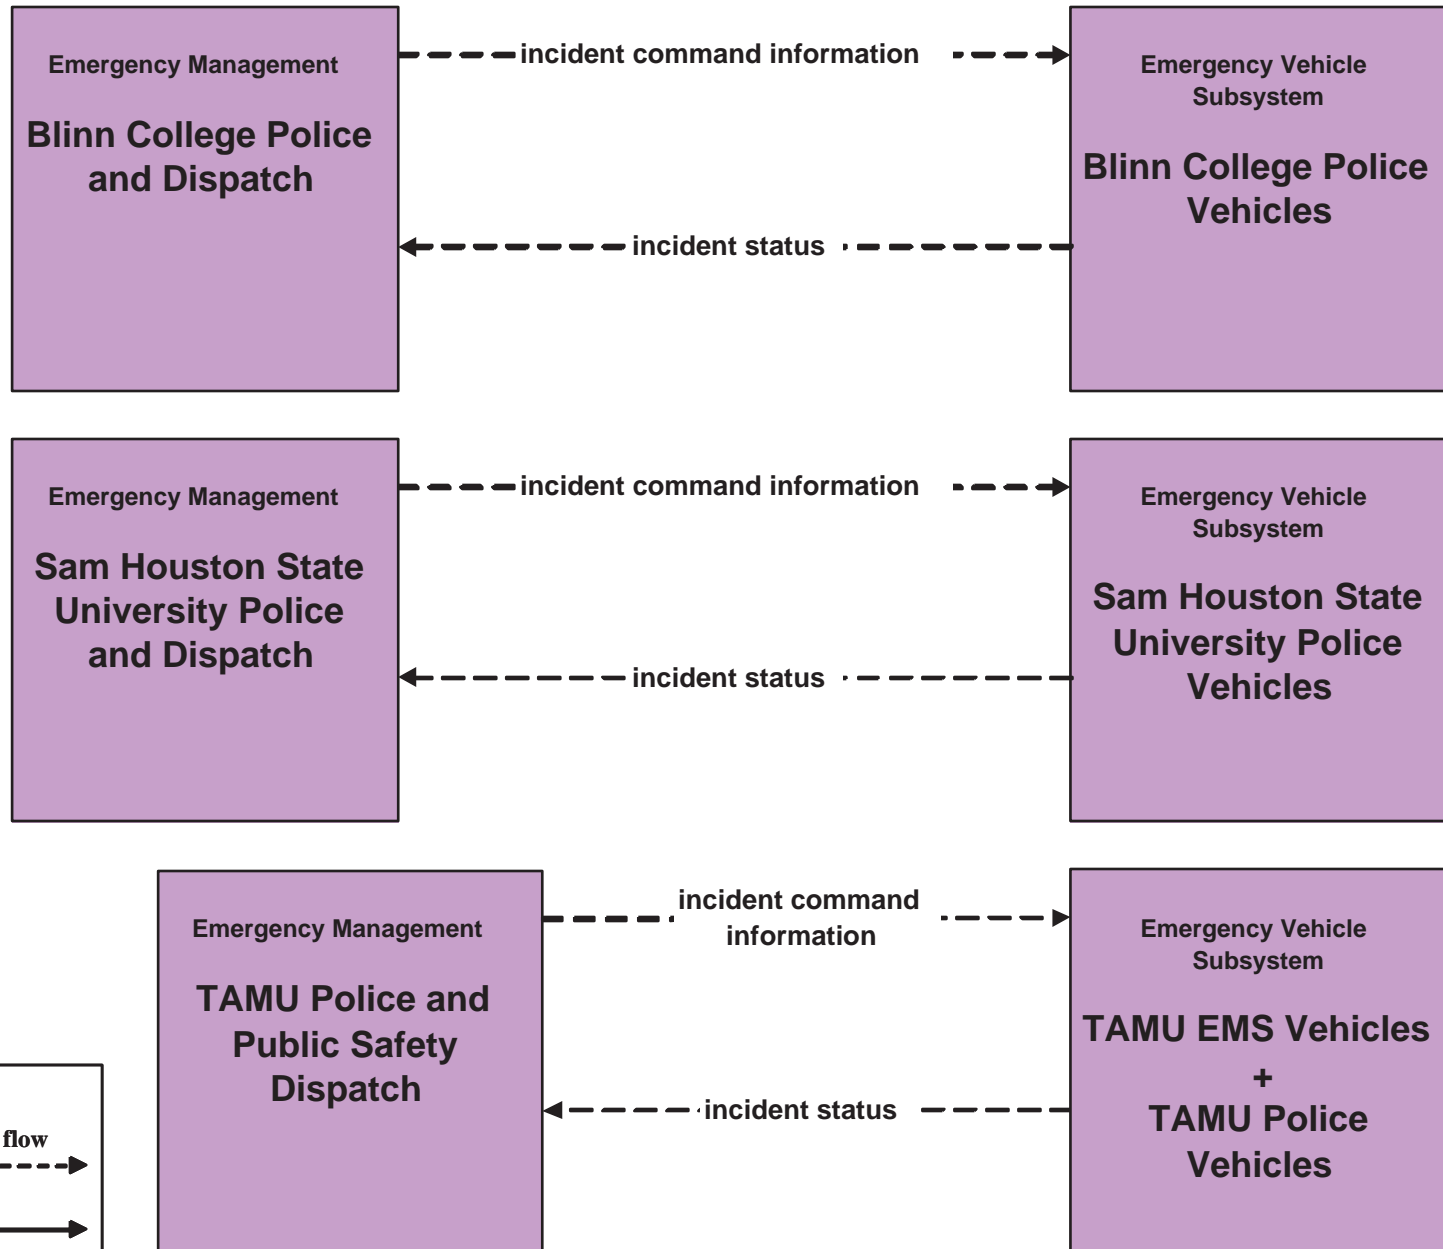 Emergency Management
Blinn College Police
and Dispatch
incident command information
incident status
Emergency Vehicle
Subsystem
Blinn College Police
Vehicles
Emergency Management
Sam Houston State
University Police
and Dispatch
incident command information
incident status
Emergency Vehicle
Subsystem
Sam Houston State
University Police
Vehicles
Emergency Management
TAMU Police and
Public Safety
Dispatch
incident command
information
incident status
Emergency Vehicle
Subsystem
TAMU EMS Vehicles
+
TAMU Police
Vehicles
flow